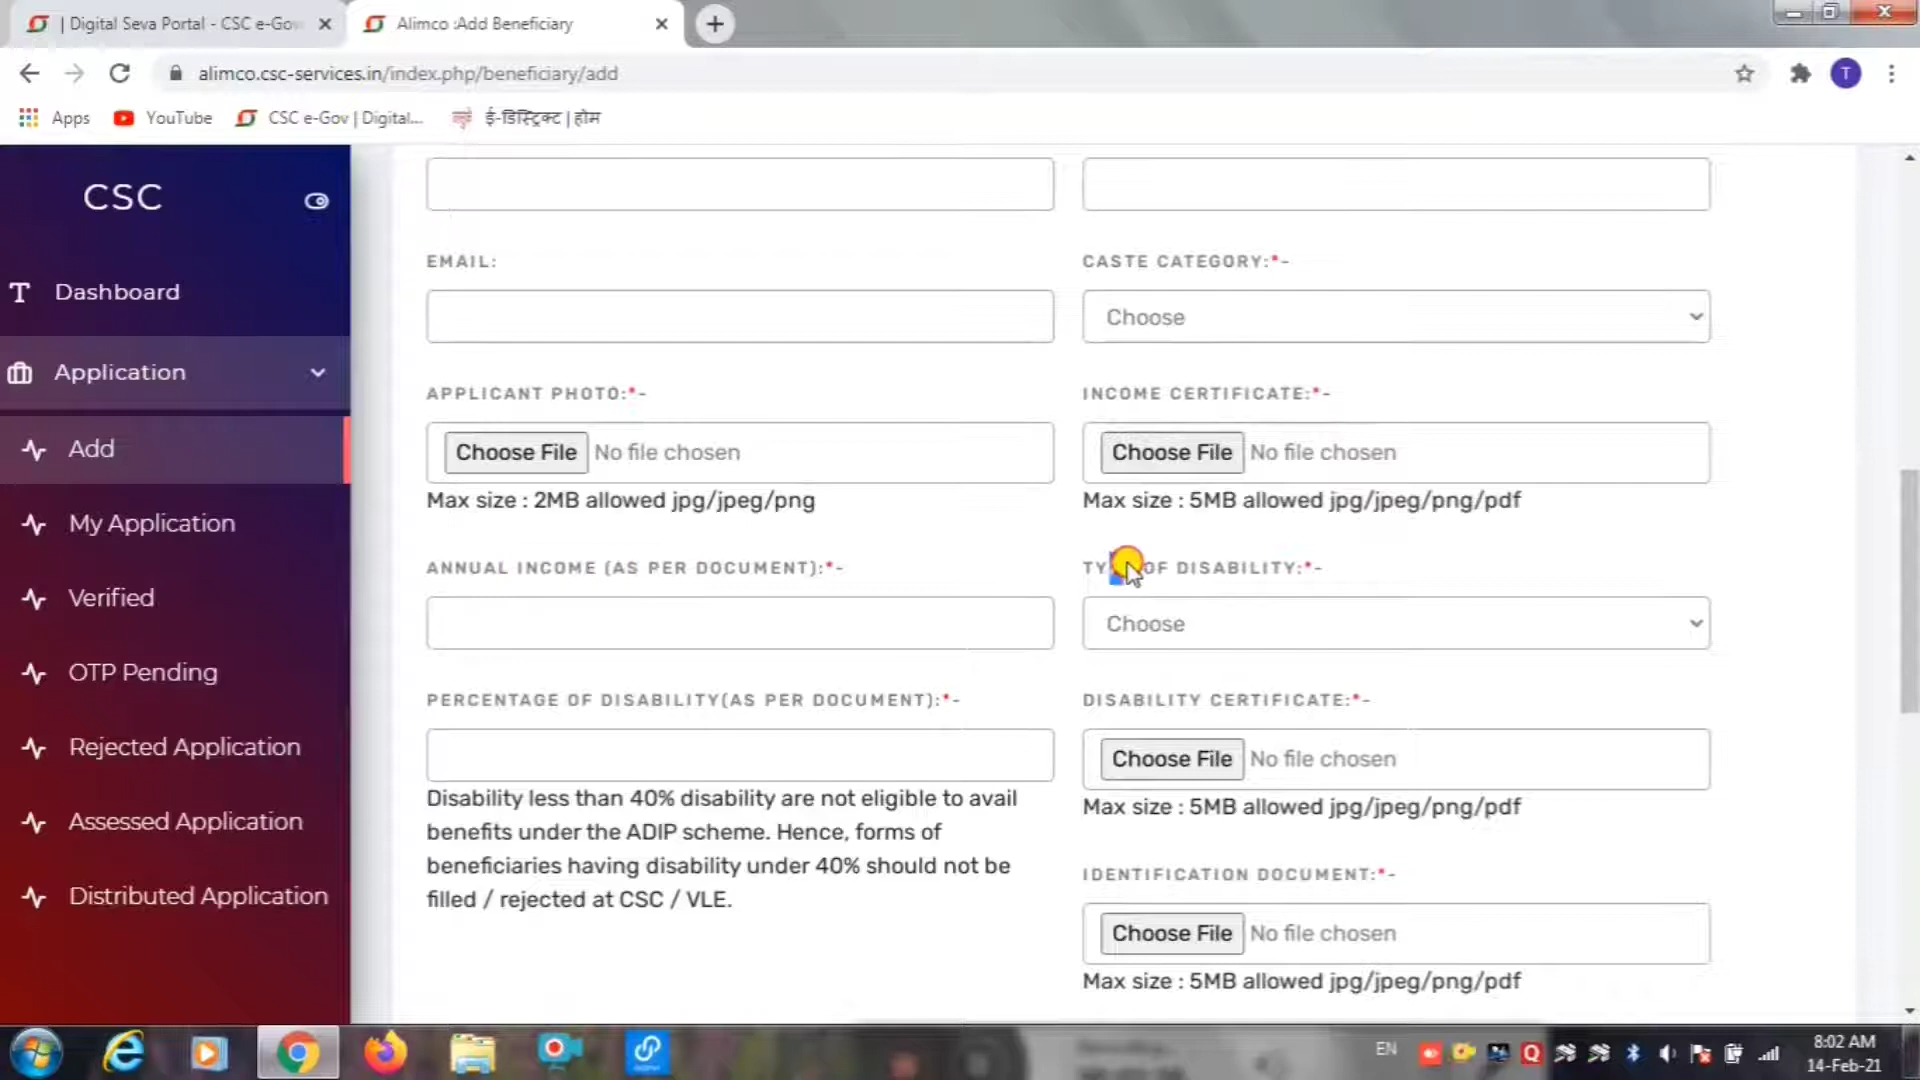 | Digital Seva Portal - CSC e-Gov
Alimco :Add Beneficiary
alimco.csc-services.in/index.php/beneficiary/add
T
Apps
YouTube
CSC e-Gov | Digital...
ई-डिस्ट्रिक्ट | होम
CSC
Dashboard
Application
Add
My Application
Verified
OTP Pending
Rejected Application
Assessed Application
Distributed Application
EMAIL:
CASTE CATEGORY:*-
Choose
APPLICANT PHOTO:*-
INCOME CERTIFICATE:*-
Choose File No file chosen
Choose File No file chosen
Max size : 2MB allowed jpg/jpeg/png
Max size : 5MB allowed jpg/jpeg/png/pdf
ANNUAL INCOME (AS PER DOCUMENT):*-
OF DISABILITY:*-
Choose
PERCENTAGE OF DISABILITY(AS PER DOCUMENT):*-
DISABILITY CERTIFICATE:*-
Choose File No file chosen
Disability less than 40% disability are not eligible to avail
benefits under the ADIP scheme. Hence, forms of
beneficiaries having disability under 40% should not be
filled / rejected at CSC / VLE.
Max size : 5MB allowed jpg/jpeg/png/pdf
IDENTIFICATION DOCUMENT:*-
Choose File No file chosen
Max size : 5MB allowed jpg/jpeg/png/pdf
EN
8:02 AM
14-Feb-21